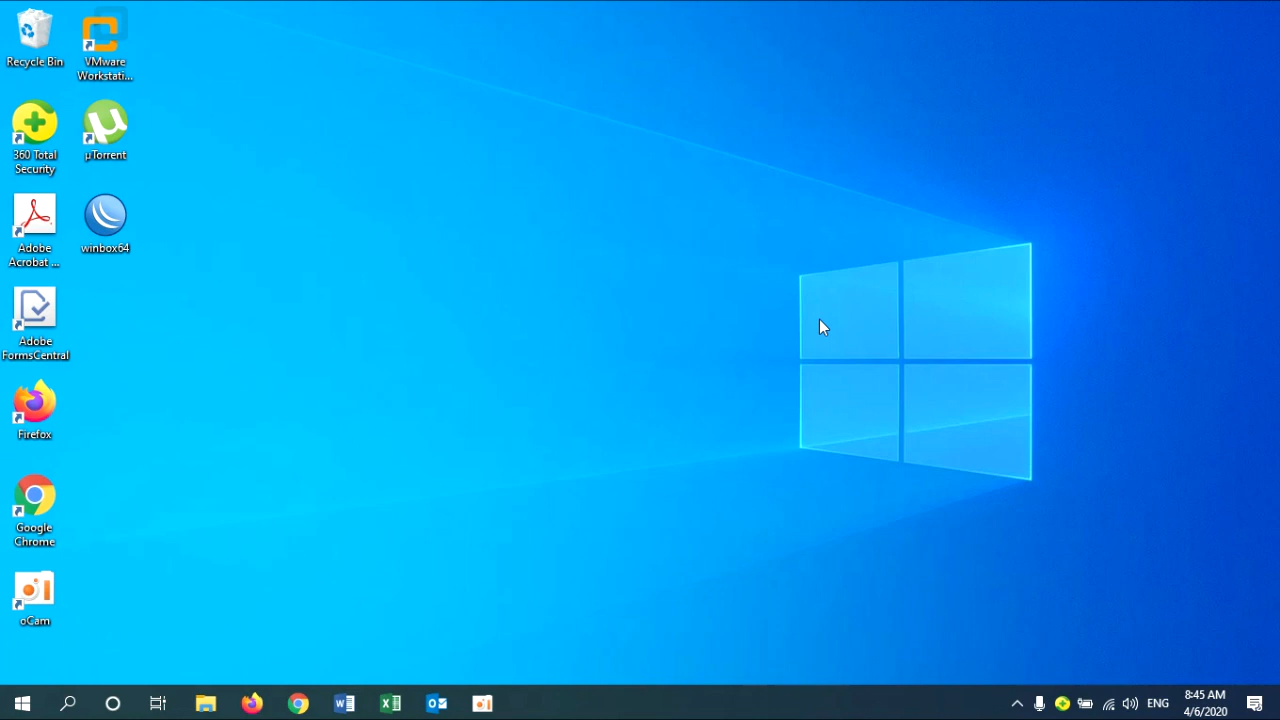 Recycle Bin
VMware
Workstati...
360 Total
Security
µTorrent
Adobe
Acrobat ...
winbox64
Adobe
FormsCentral
Firefox
Google
Chrome
oCam
ENG
8:45 AM
4/6/2020